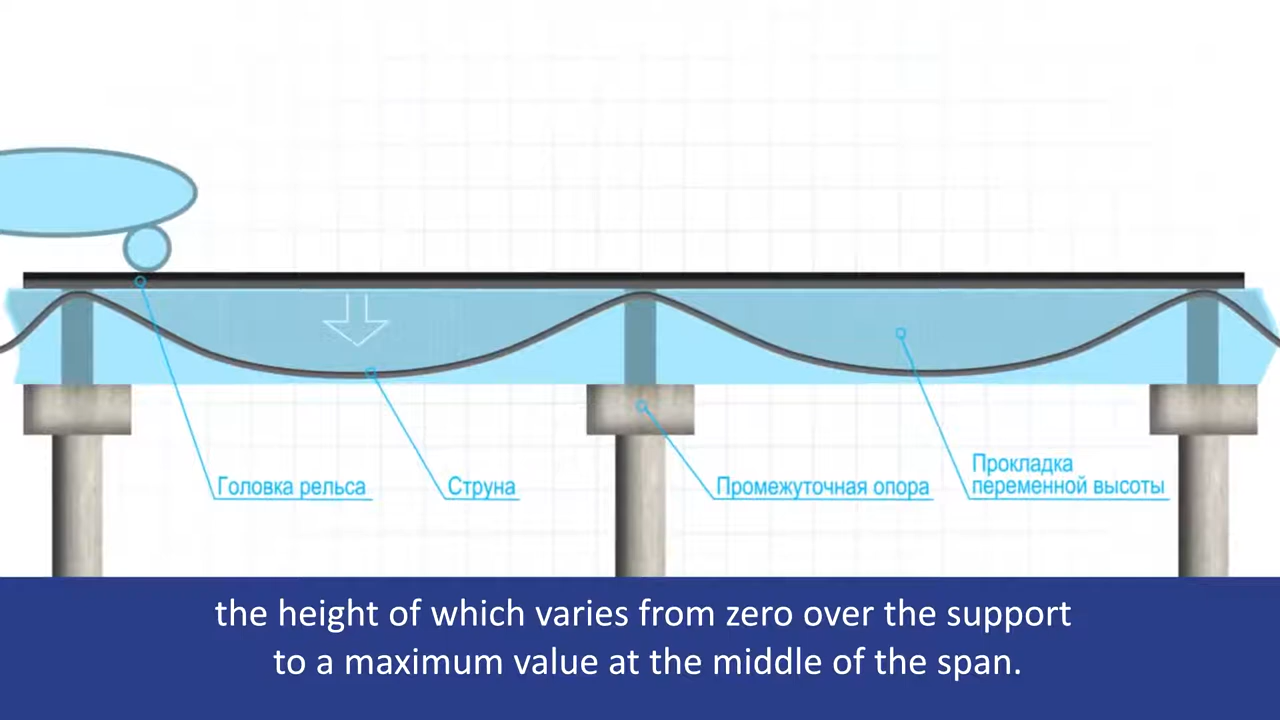 Головка рельса
Струна
Промежуточная опора
Прокладка
переменной высоты
the height of which varies from zero over the support
to a maximum value at the middle of the span.